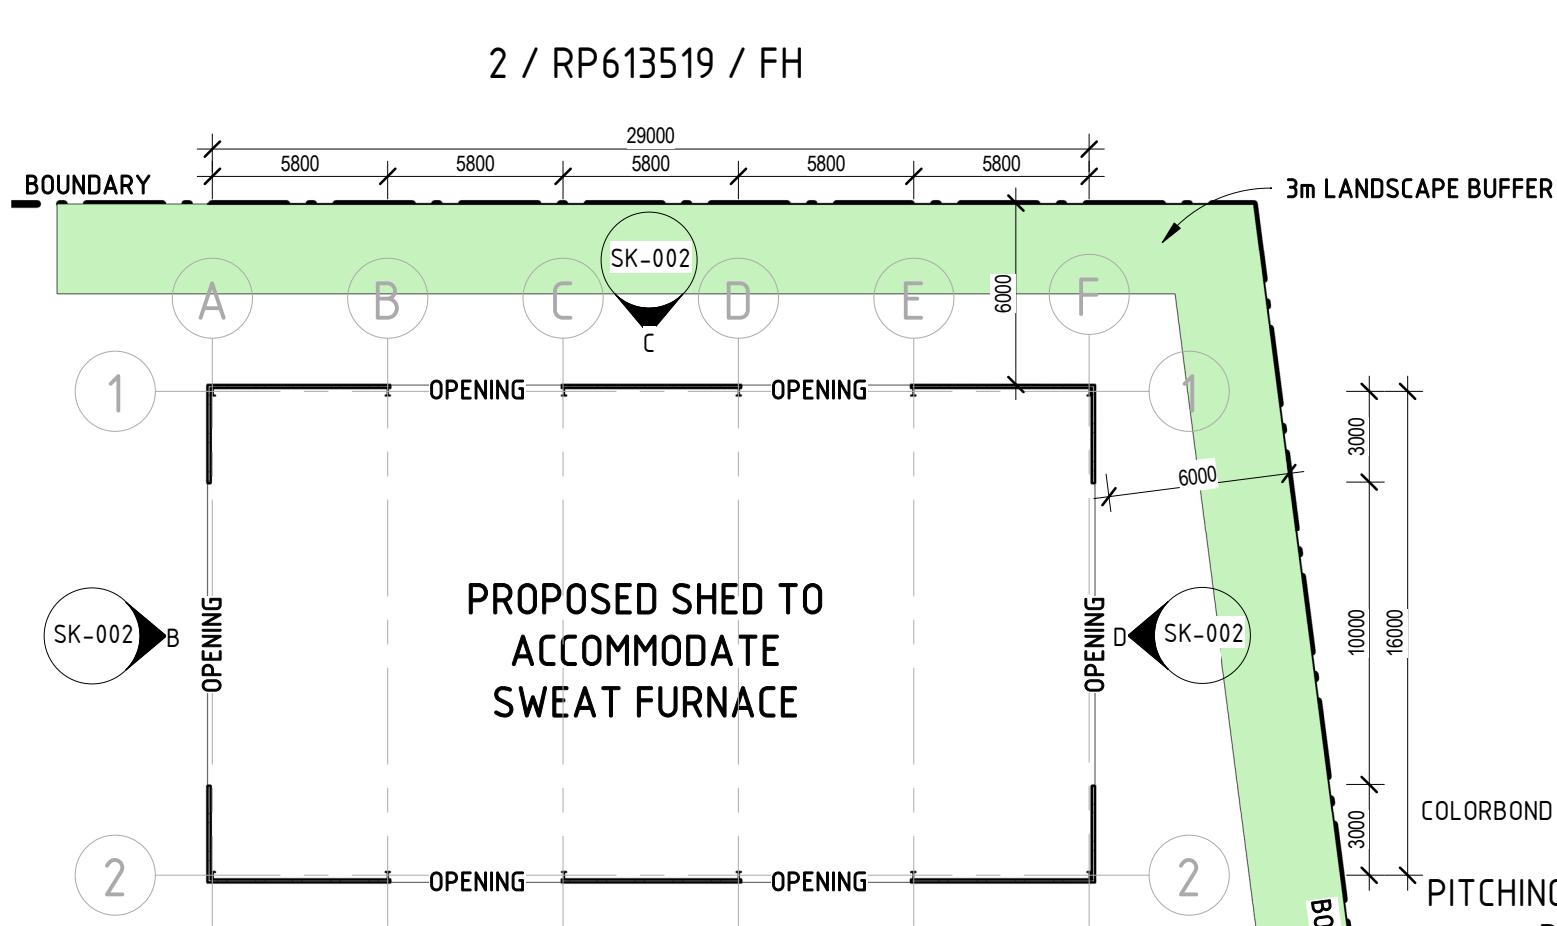 2 / RP613519 / FH
29000
5800 5800 5800 5800 5800
BOUNDARY
3m LANDSCAPE BUFFER
SK-002
C
A B C D E F
6000
1 OPENING OPENING 1
3000
6000
PROPOSED SHED TO
ACCOMMODATE
SWEAT FURNACE
OPENING
SK-002 B
OPENING
D SK-002
10000
16000
3000
COLORBOND
2 OPENING OPENING 2
PITCHING
BO